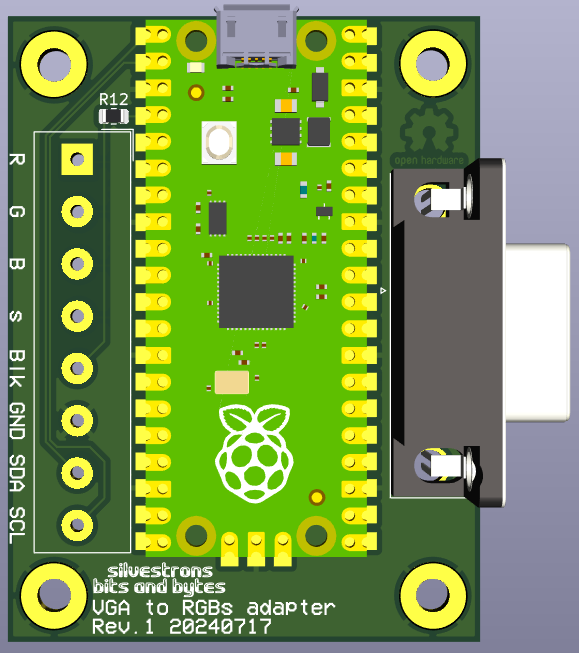 R12
open hardware
R
G
B
s
Blk
GND
SDA
SCL
silvestrons
bits and bytes
VGA to RGBs adapter
Rev.1 20240717